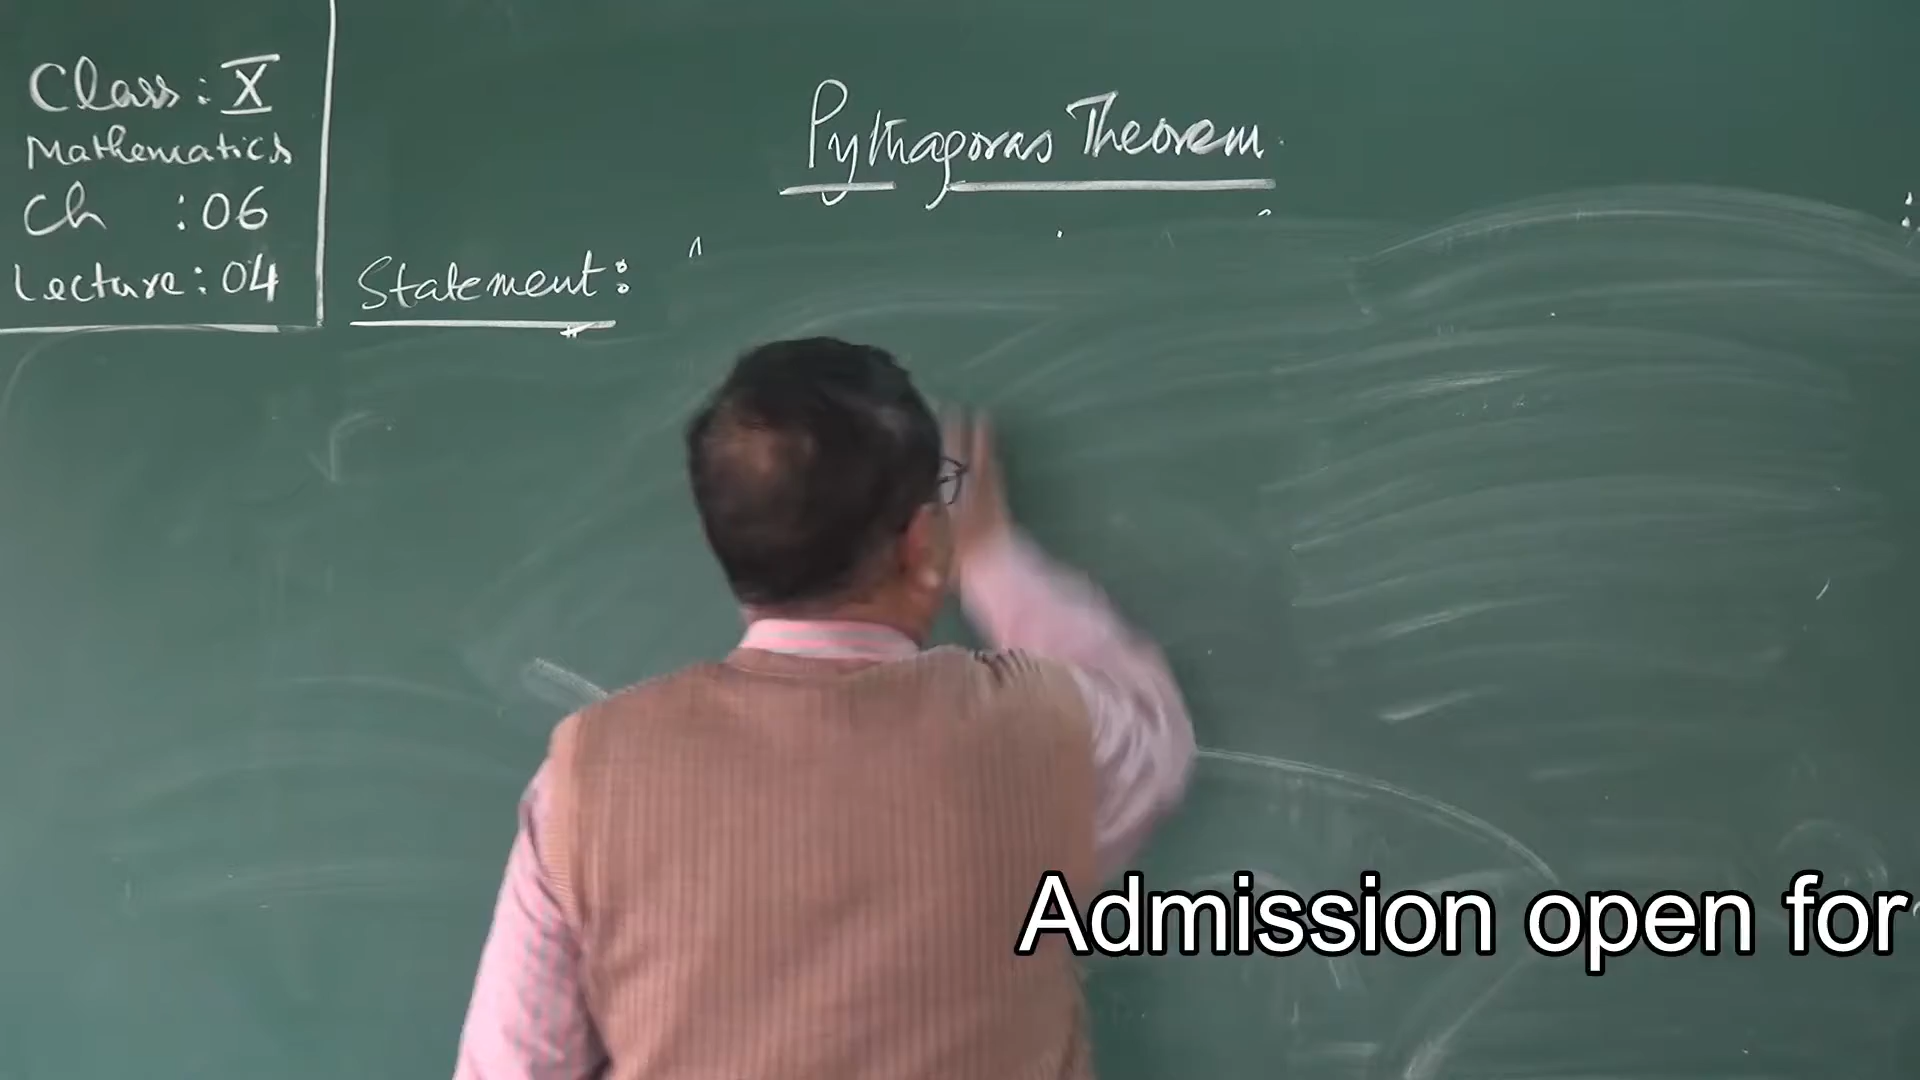 Class: X
Mathematics
Ch : 06
Lecture: 04
Pythagoras Theorem
Statement:
Admission open for